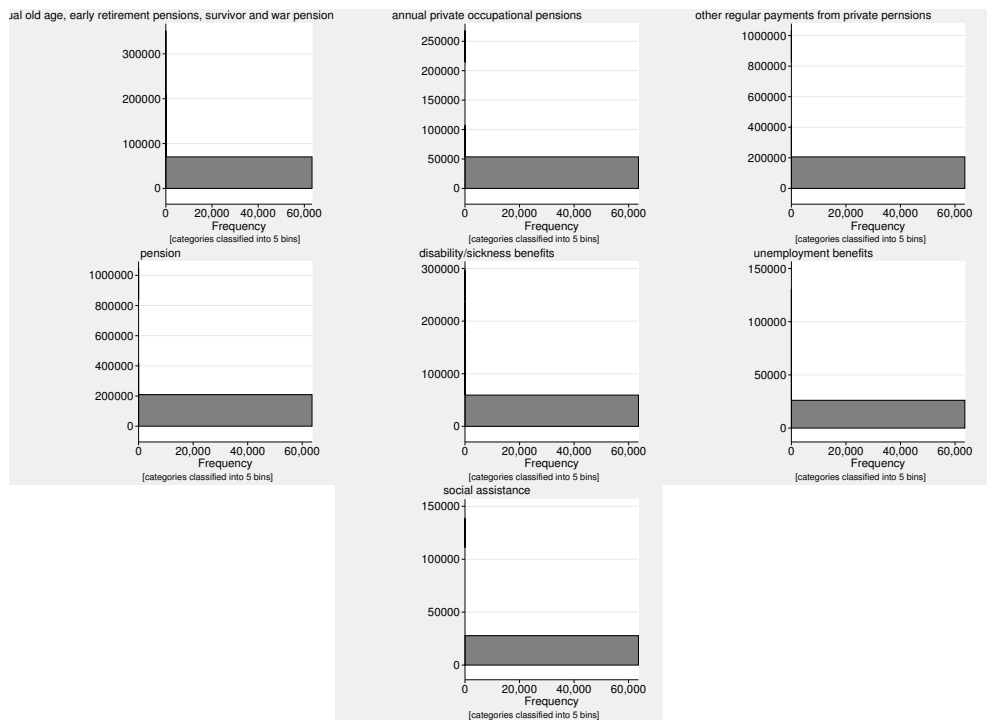 ual old age, early retirement pensions, survivor and war pension
300000
200000
100000
0
0 20,000 40,000 60,000
Frequency
[categories classified into 5 bins]
annual private occupational pensions
250000
200000
150000
100000
50000
0
0 20,000 40,000 60,000
Frequency
[categories classified into 5 bins]
other regular payments from private pernsions
1000000
800000
600000
400000
200000
0
0 20,000 40,000 60,000
Frequency
[categories classified into 5 bins]
pension
1000000
800000
600000
400000
200000
0
0 20,000 40,000 60,000
Frequency
[categories classified into 5 bins]
disability/sickness benefits
300000
200000
100000
0
0 20,000 40,000 60,000
Frequency
[categories classified into 5 bins]
unemployment benefits
150000
100000
50000
0
0 20,000 40,000 60,000
Frequency
[categories classified into 5 bins]
social assistance
150000
100000
50000
0
0 20,000 40,000 60,000
Frequency
[categories classified into 5 bins]